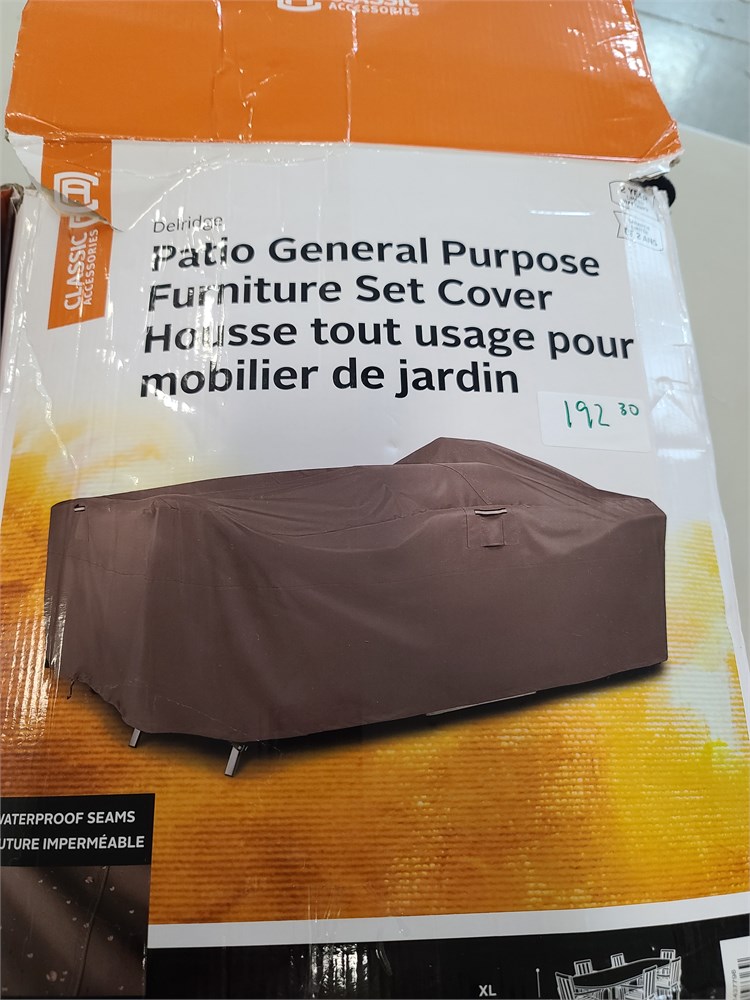 CLASSIC
ACCESSORIES
CLASSIC
ACCESSORIES
Delridge
Patio General Purpose
Furniture Set Cover
Housse tout usage pour
mobilier de jardin
192 30
WATERPROOF SEAMS
UTURE IMPERMÉABLE
XL